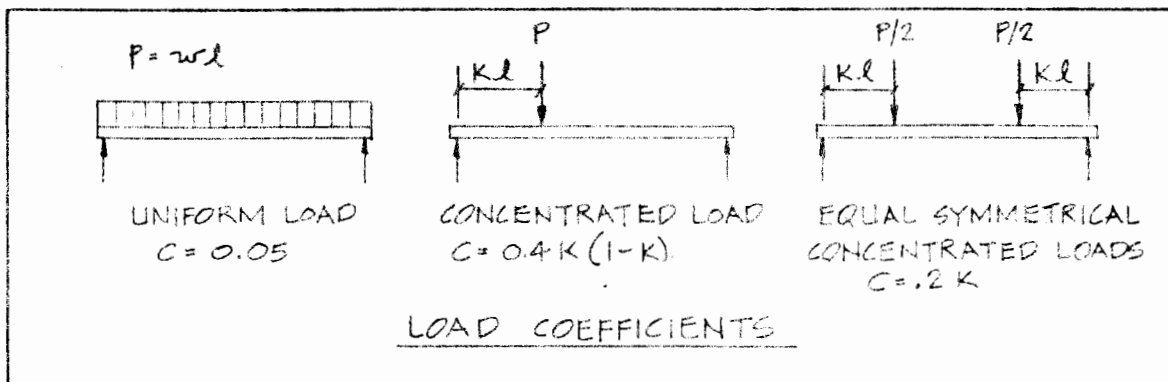 P = wl
UNIFORM LOAD
C = 0.05
P
Kl
CONCENTRATED LOAD
C = 0.4 K (1-K)
P/2 P/2
Kl Kl
EQUAL SYMMETRICAL
CONCENTRATED LOADS
C = .2 K
LOAD COEFFICIENTS